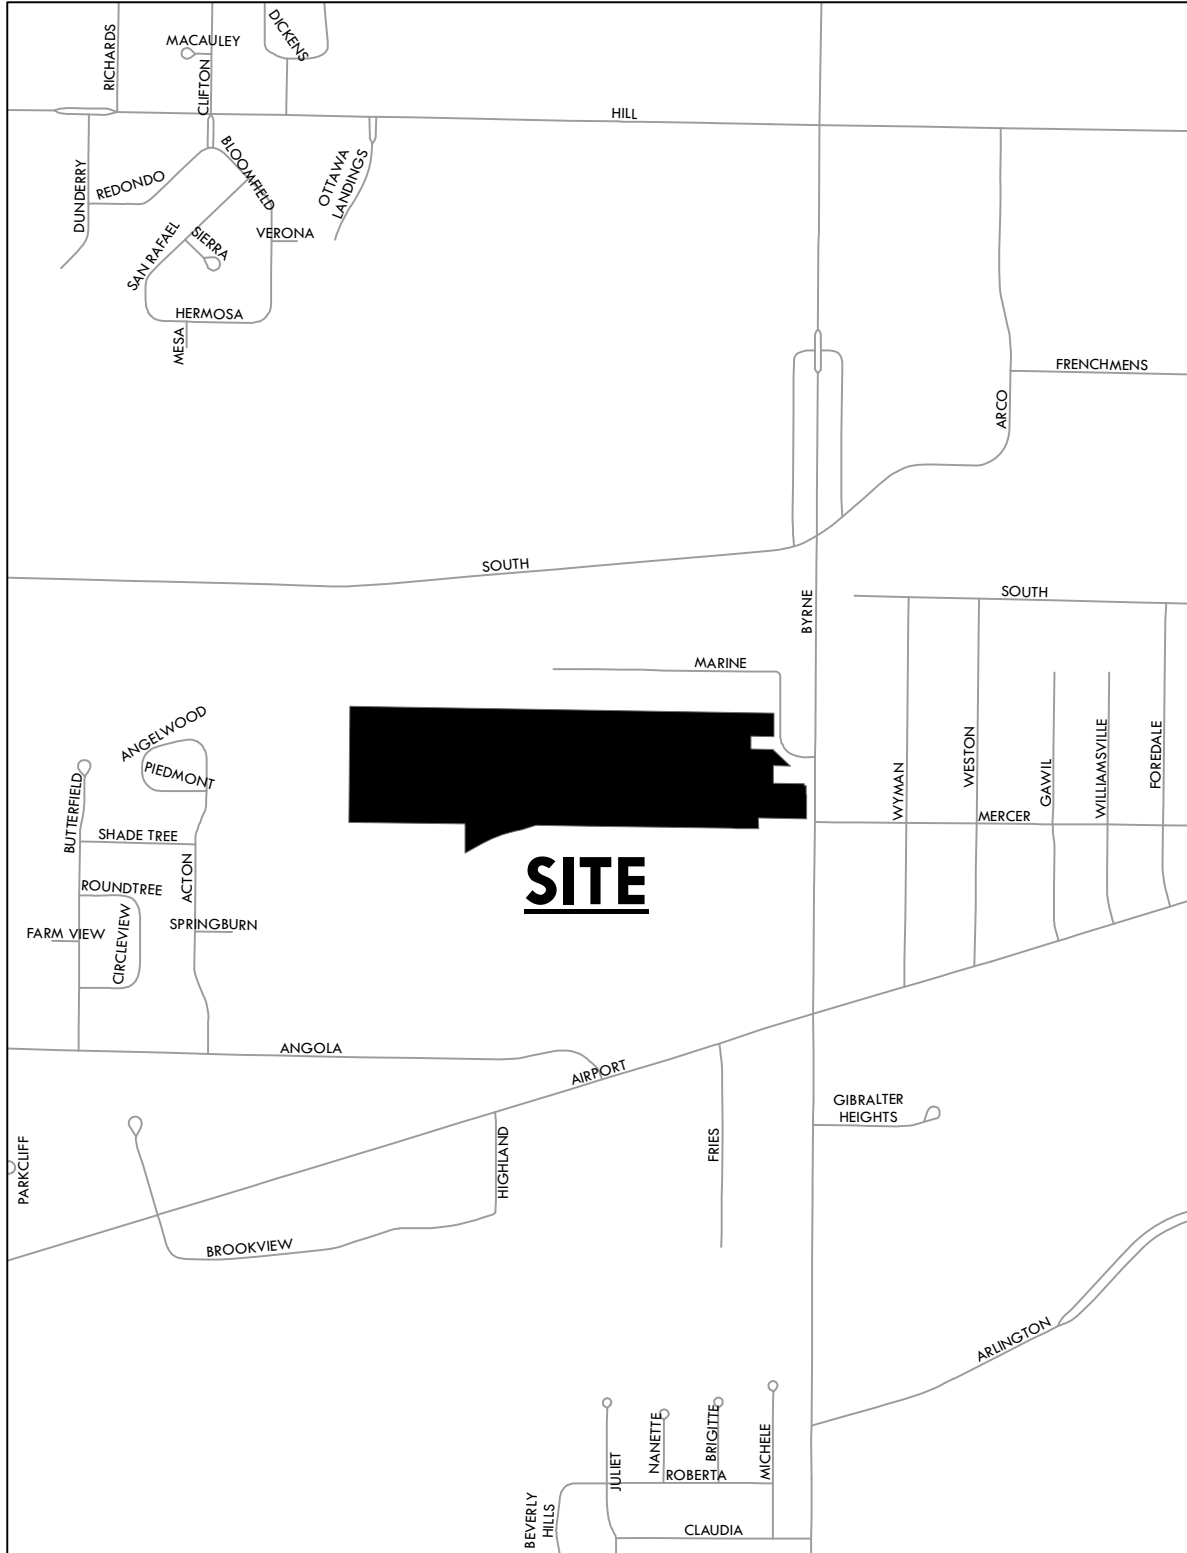 RICHARDS
MACAULEY
CLIFTON
DICKENS
HILL
DUNDERRY
REDONDO
BLOOMFIELD
OTTAWA
LANDINGS
SAN RAFAEL
SIERRA
VERONA
HERMOSA
MESA
FRENCHMENS
ARCO
SOUTH
BYRNE
SOUTH
MARINE
ANGELWOOD
PIEDMONT
BUTTERFIELD
SHADE TREE
ACTON
ROUNDTREE
CIRCLEVIEW
FARM VIEW
SPRINGBURN
WYMAN
WESTON
GAWIL
WILLIAMSVILLE
FOREDALE
MERCER
SITE
ANGOLA
AIRPORT
GIBRALTER
HEIGHTS
PARKCLIFF
HIGHLAND
FRIES
BROOKVIEW
ARLINGTON
JULIET
NANETTE
BRIGITTE
MICHELE
ROBERTA
BEVERLY
HILLS
CLAUDIA